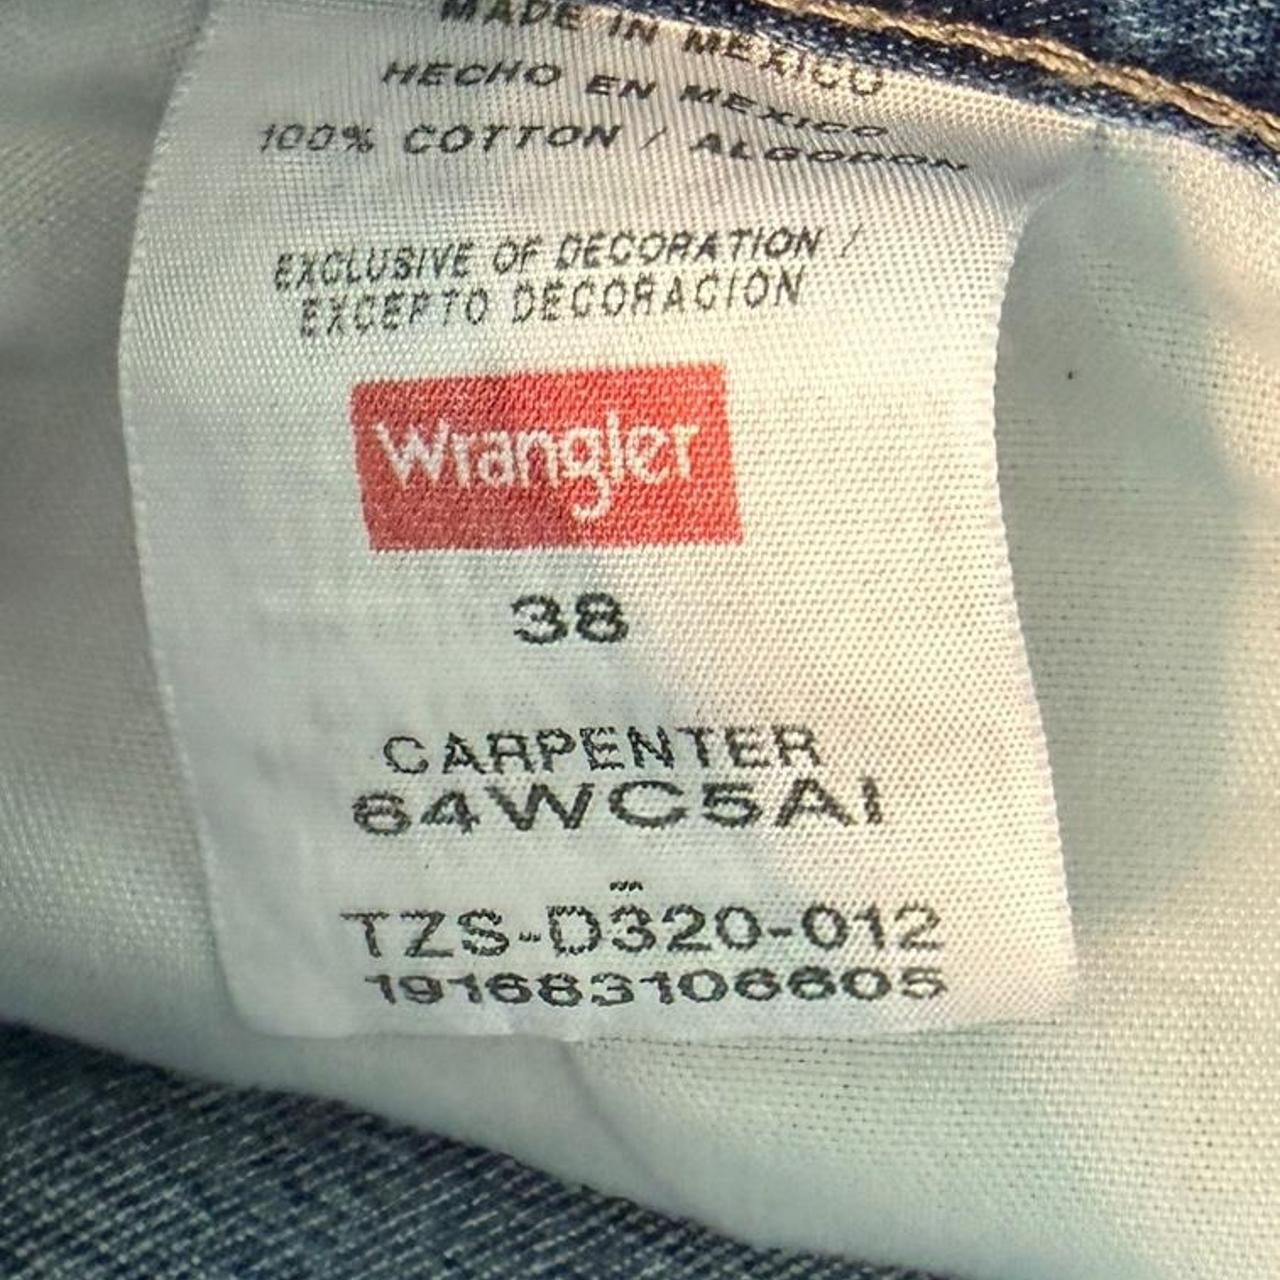 MADE IN MEXICO
HECHO EN MEXICO
100% COTTON / ALGODON
EXCLUSIVE OF DECORATION /
EXCEPTO DECORACION
Wrangler
38
CARPENTER
64WC5AI
TZS-D320-012
191683106605